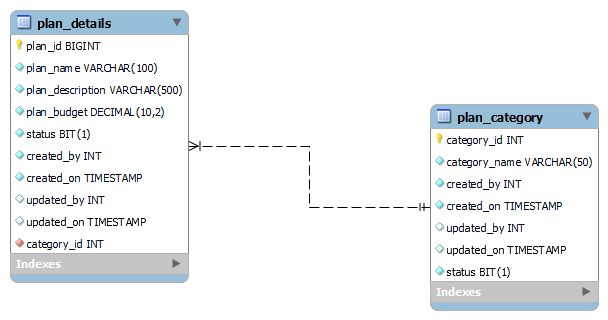 plan_details
plan_id BIGINT
plan_name VARCHAR(100)
plan_description VARCHAR(500)
plan_budget DECIMAL(10,2)
status BIT(1)
created_by INT
created_on TIMESTAMP
updated_by INT
updated_on TIMESTAMP
category_id INT
Indexes
plan_category
category_id INT
category_name VARCHAR(50)
created_by INT
created_on TIMESTAMP
updated_by INT
updated_on TIMESTAMP
status BIT(1)
Indexes